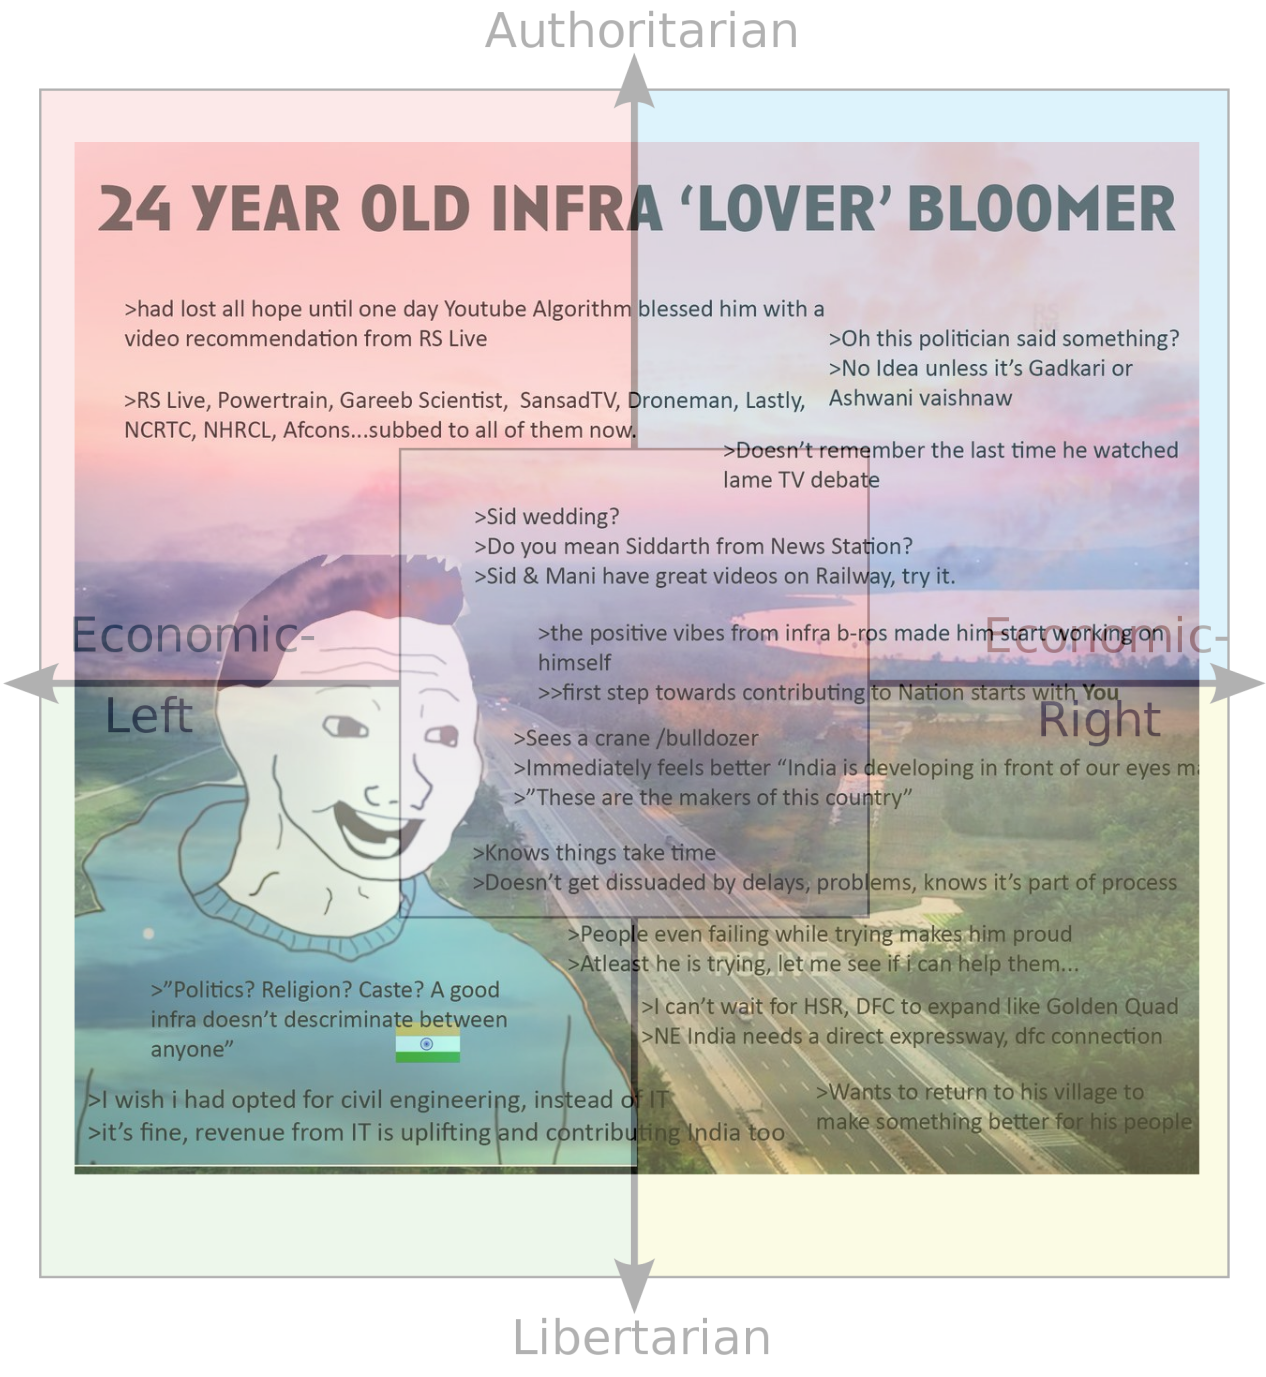 Authoritarian
24 YEAR OLD INFRA ‘LOVER’ BLOOMER
>had lost all hope until one day Youtube Algorithm blessed him with a
video recommendation from RS Live
RS
>Oh this politician said something?
>No Idea unless it’s Gadkari or
Ashwani vaishnaw
>RS Live, Powertrain, Gareeb Scientist,  SansadTV, Droneman, Lastly,
NCRTC, NHRCL, Afcons...subbed to all of them now.
>Doesn’t remember the last time he watched
lame TV debate
>Sid wedding?
>Do you mean Siddarth from News Station?
>Sid & Mani have great videos on Railway, try it.
Economic-
Left
Economic-
Right
>the positive vibes from infra b-ros made him start working on
himself
>>first step towards contributing to Nation starts with You
>Sees a crane /bulldozer
>Immediately feels better “India is developing in front of our eyes ma
>”These are the makers of this country”
>Knows things take time
>Doesn’t get dissuaded by delays, problems, knows it’s part of process
>People even failing while trying makes him proud
>Atleast he is trying, let me see if i can help them...
>”Politics? Religion? Caste? A good
infra doesn’t descriminate between
anyone”
>I can’t wait for HSR, DFC to expand like Golden Quad
>NE India needs a direct expressway, dfc connection
>I wish i had opted for civil engineering, instead of IT
>it’s fine, revenue from IT is uplifting and contributing India too
>Wants to return to his village to
make something better for his people
Libertarian